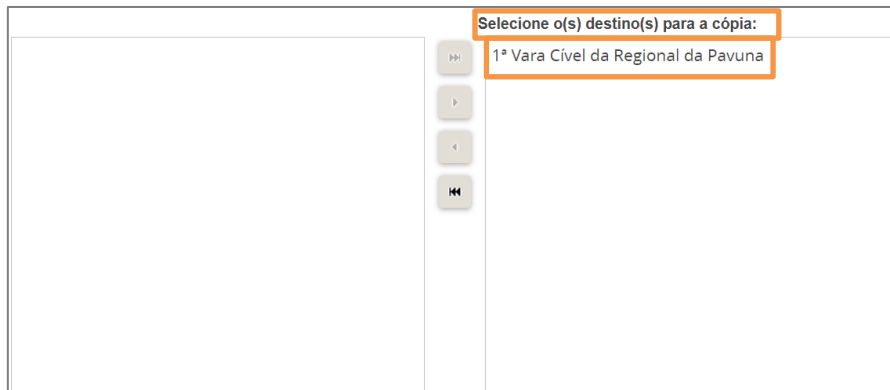 Selecione o(s) destino(s) para a cópia:
1ª Vara Cível da Regional da Pavuna